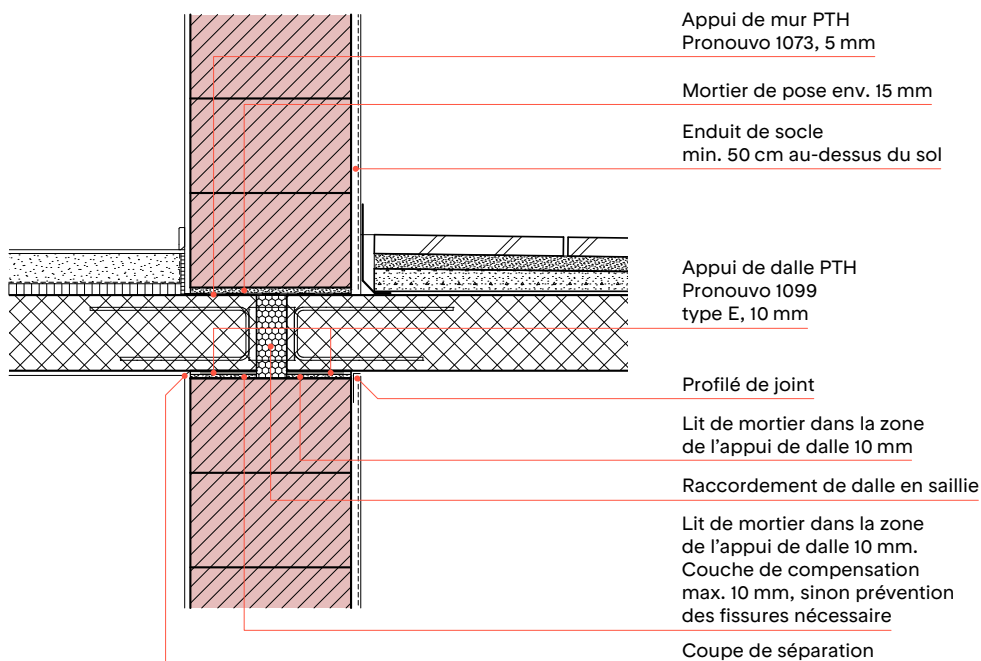 Appui de mur PTH
Pronouvo 1073, 5 mm
Mortier de pose env. 15 mm
Enduit de socle
min. 50 cm au-dessus du sol
Appui de dalle PTH
Pronouvo 1099
type E, 10 mm
Profilé de joint
Lit de mortier dans la zone
de l’appui de dalle 10 mm
Raccordement de dalle en saillie
Lit de mortier dans la zone
de l’appui de dalle 10 mm.
Couche de compensation
max. 10 mm, sinon prévention
des fissures nécessaire
Coupe de séparation